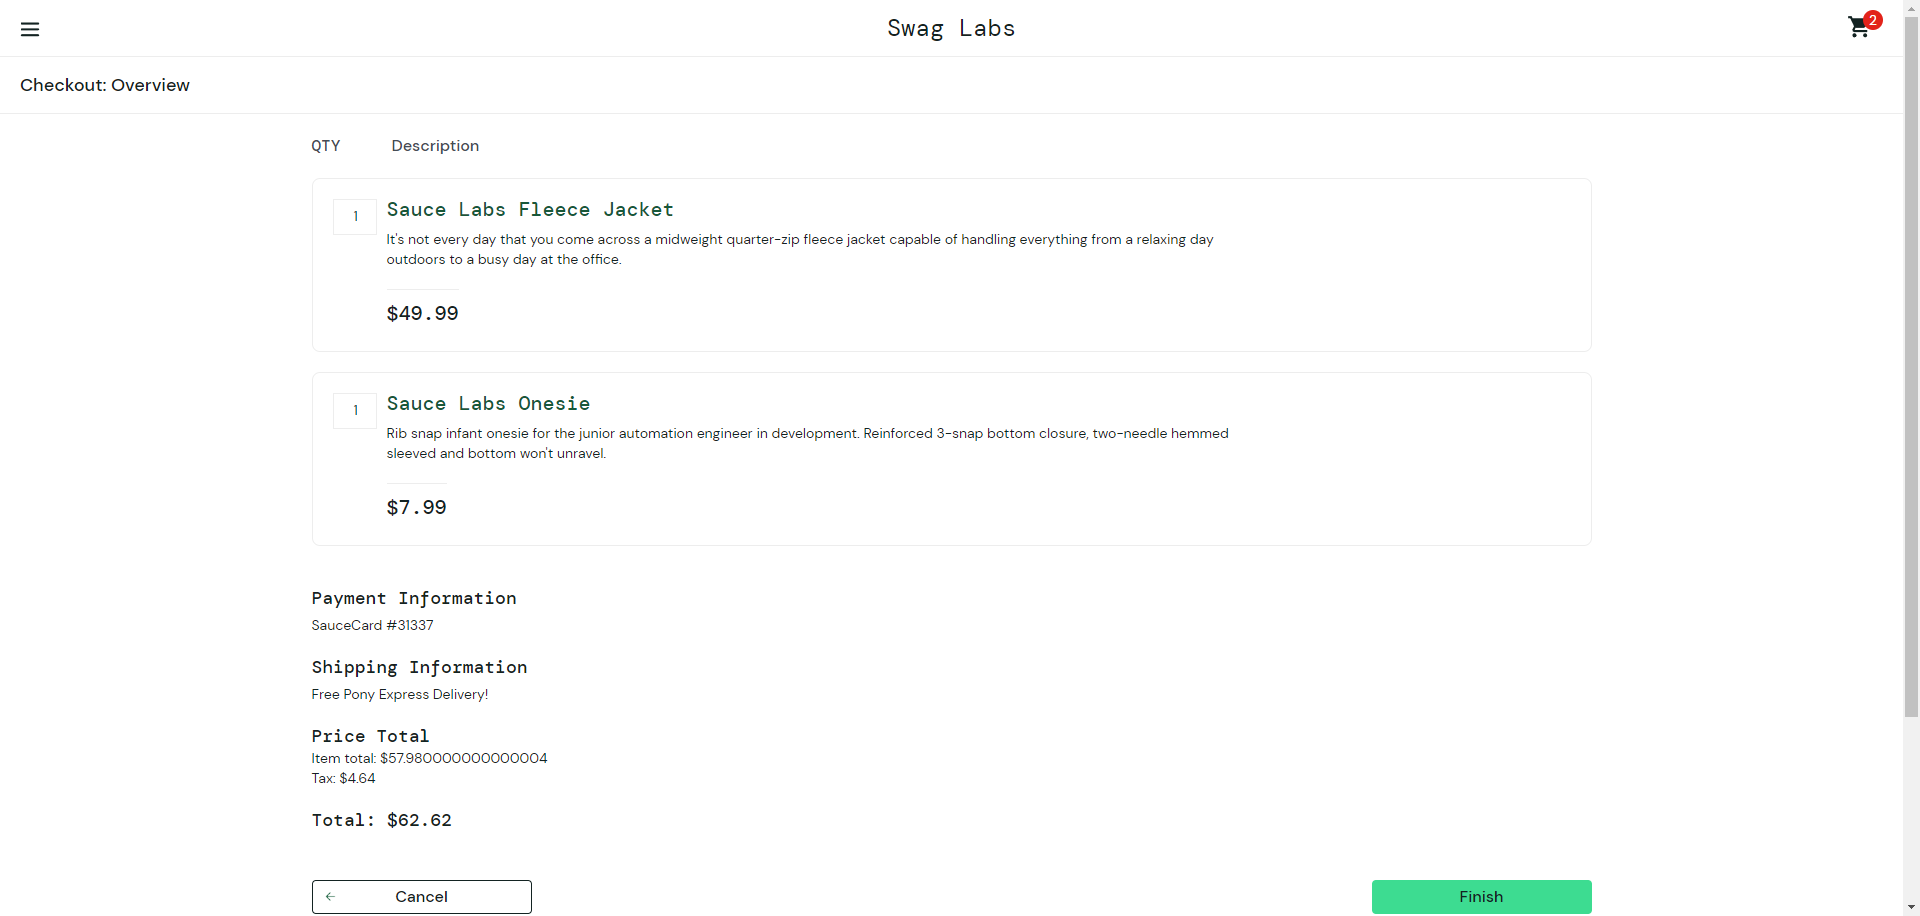 Swag Labs
2
Checkout: Overview
QTY Description
1
Sauce Labs Fleece Jacket
It's not every day that you come across a midweight quarter-zip fleece jacket capable of handling everything from a relaxing day
outdoors to a busy day at the office.
$49.99
1
Sauce Labs Onesie
Rib snap infant onesie for the junior automation engineer in development. Reinforced 3-snap bottom closure, two-needle hemmed
sleeved and bottom won't unravel.
$7.99
Payment Information
SauceCard #31337
Shipping Information
Free Pony Express Delivery!
Price Total
Item total: $57.980000000000004
Tax: $4.64
Total: $62.62
Cancel
Finish